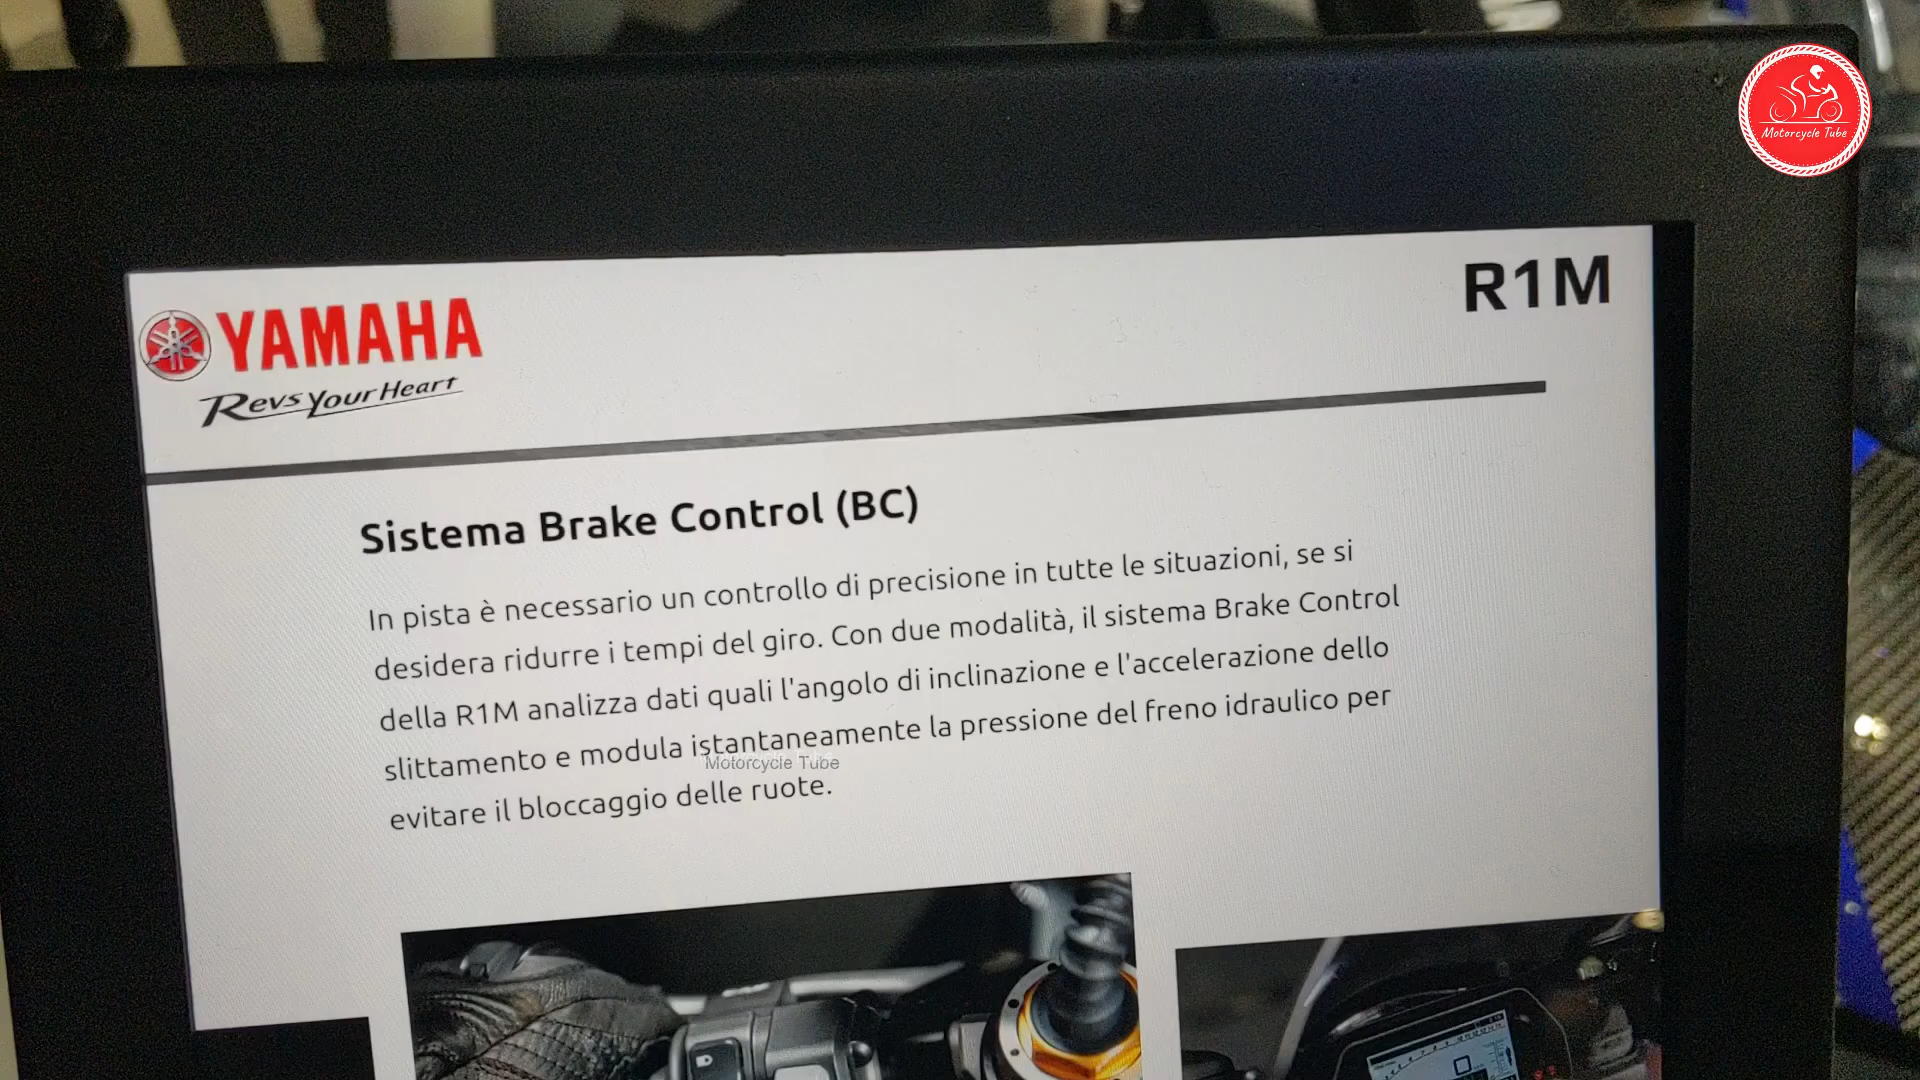 Motorcycle Tube
R1M
YAMAHA
Revs Your Heart
Sistema Brake Control (BC)
In pista è necessario un controllo di precisione in tutte le situazioni, se si
desidera ridurre i tempi del giro. Con due modalità, il sistema Brake Control
della R1M analizza dati quali l'angolo di inclinazione e l'accelerazione dello
slittamento e modula istantaneamente la pressione del freno idraulico per
evitare il bloccaggio delle ruote.
Motorcycle Tube